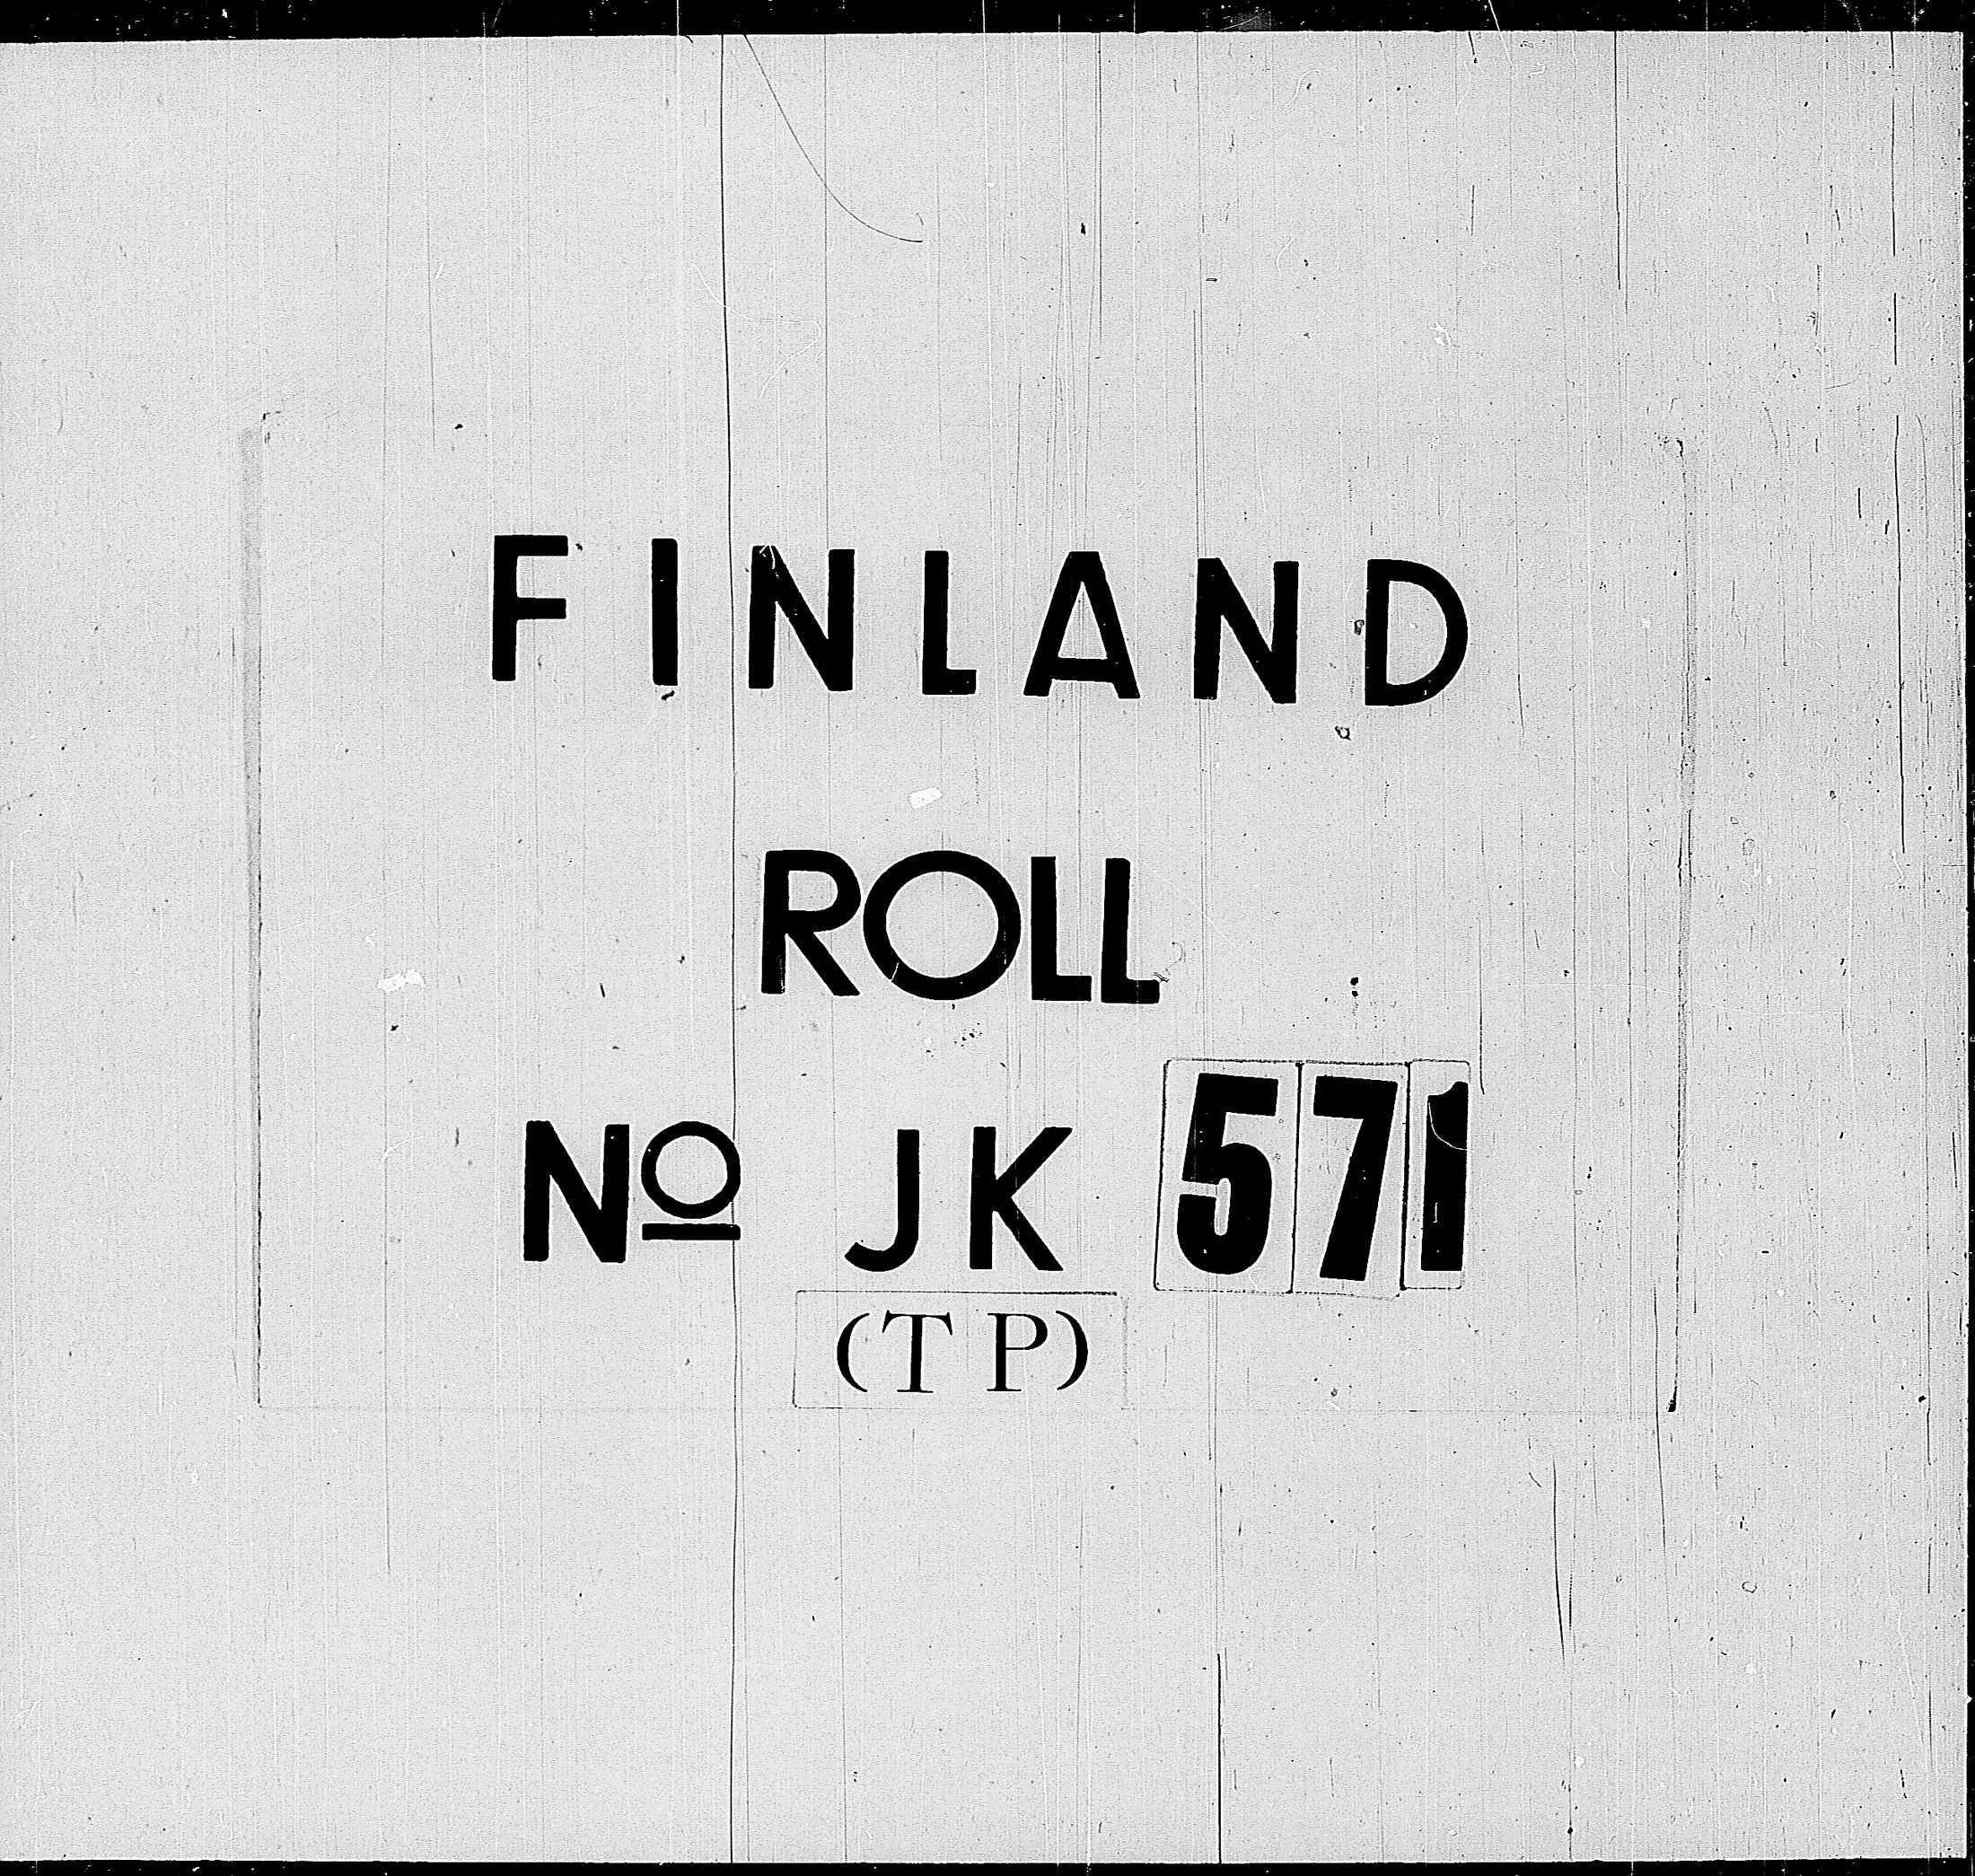 FINLAND
ROLL
Nº JK 571
(TP)